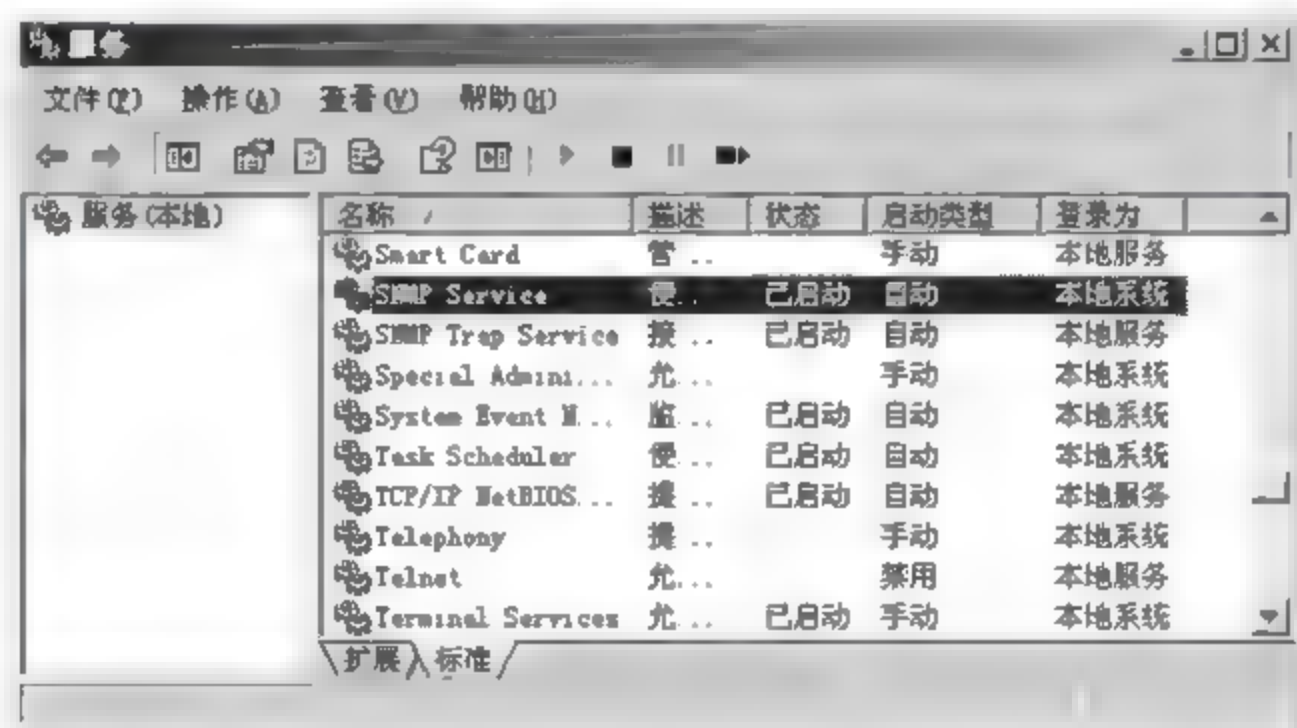 服务
文件(F) 操作(A) 查看(V) 帮助(H)
服务(本地)
名称 / 描述 状态 启动类型 登录为
Smart Card 管... 手动 本地服务
SNMP Service 便... 已启动 自动 本地系统
SNMP Trap Service 接... 已启动 自动 本地服务
Special Admini... 允... 手动 本地系统
System Event N... 监... 已启动 自动 本地系统
Task Scheduler 使... 已启动 自动 本地系统
TCP/IP NetBIOS... 提... 已启动 自动 本地服务
Telephony 提... 手动 本地系统
Telnet 允... 禁用 本地服务
Terminal Services 允... 已启动 手动 本地系统
扩展 标准